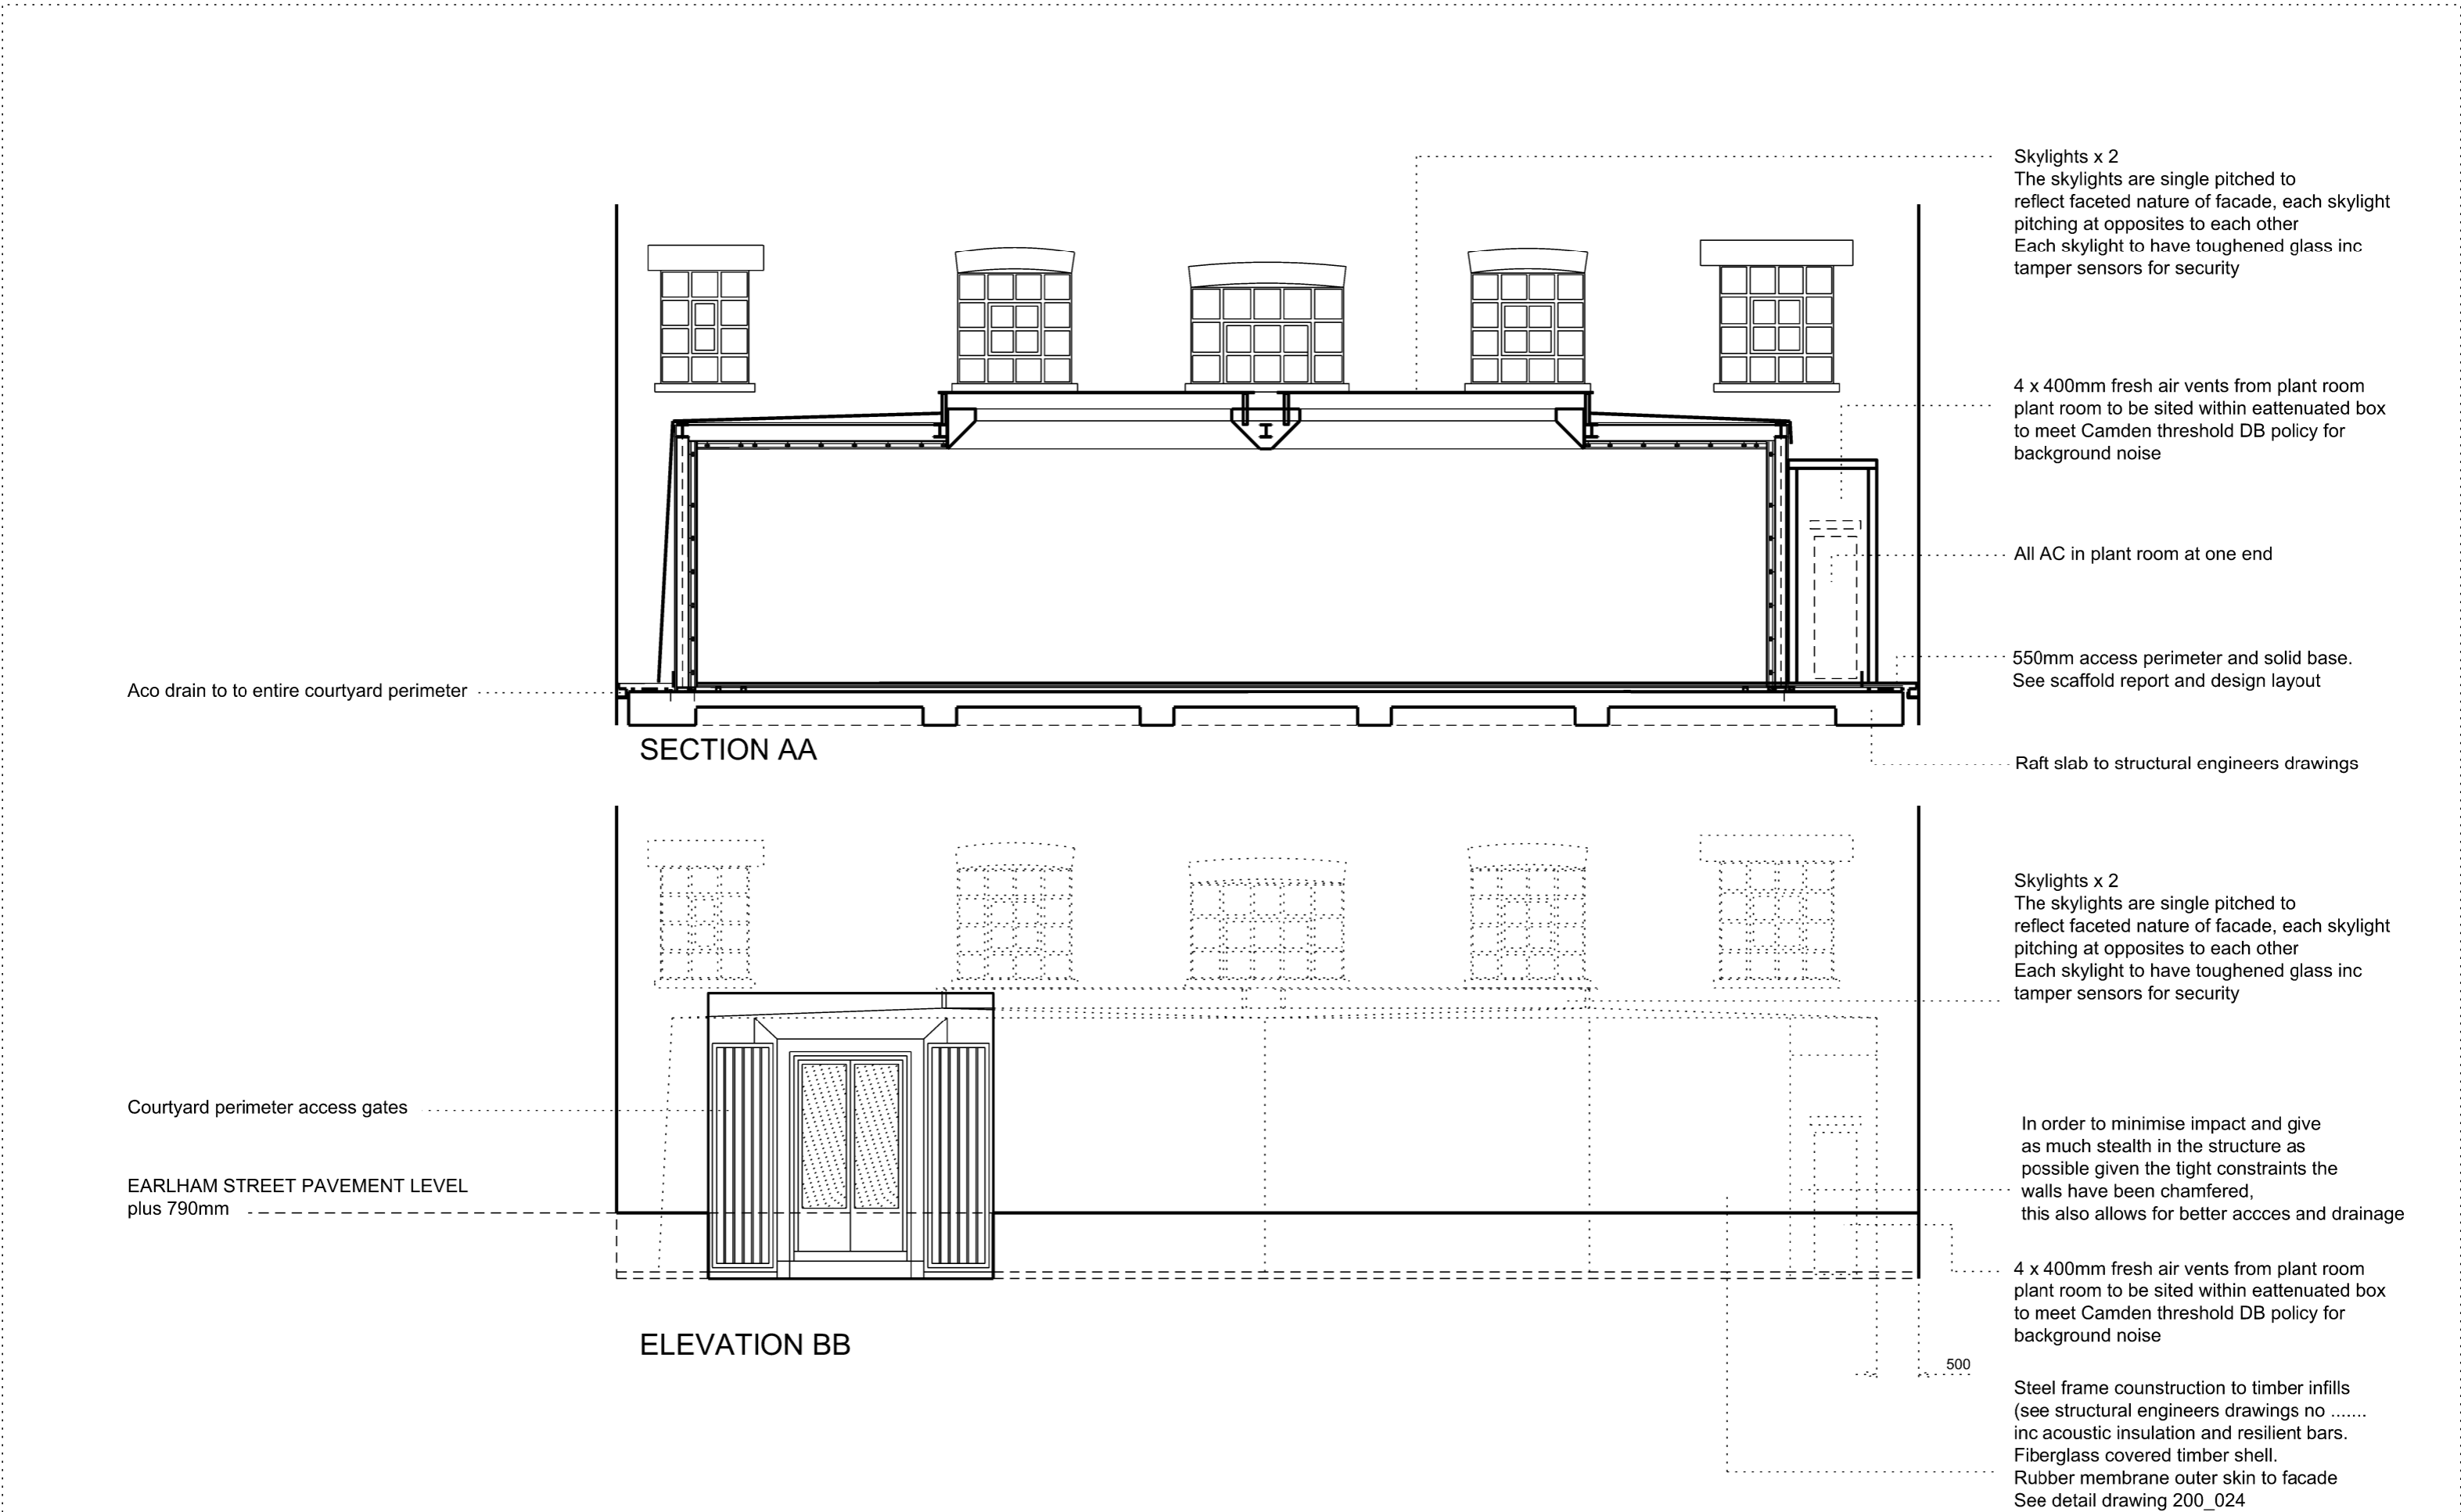 Skylights x 2
The skylights are single pitched to
reflect faceted nature of facade, each skylight
pitching at opposites to each other
Each skylight to have toughened glass inc
tamper sensors for security
4 x 400mm fresh air vents from plant room
plant room to be sited within eattenuated box
to meet Camden threshold DB policy for
background noise
All AC in plant room at one end
550mm access perimeter and solid base.
See scaffold report and design layout
Aco drain to to entire courtyard perimeter
SECTION AA
Raft slab to structural engineers drawings
Skylights x 2
The skylights are single pitched to
reflect faceted nature of facade, each skylight
pitching at opposites to each other
Each skylight to have toughened glass inc
tamper sensors for security
Courtyard perimeter access gates
In order to minimise impact and give
as much stealth in the structure as
possible given the tight constraints the
walls have been chamfered,
this also allows for better accces and drainage
EARLHAM STREET PAVEMENT LEVEL
plus 790mm
4 x 400mm fresh air vents from plant room
plant room to be sited within eattenuated box
to meet Camden threshold DB policy for
background noise
ELEVATION BB
500
Steel frame counstruction to timber infills
(see structural engineers drawings no .......
inc acoustic insulation and resilient bars.
Fiberglass covered timber shell.
Rubber membrane outer skin to facade
See detail drawing 200_024